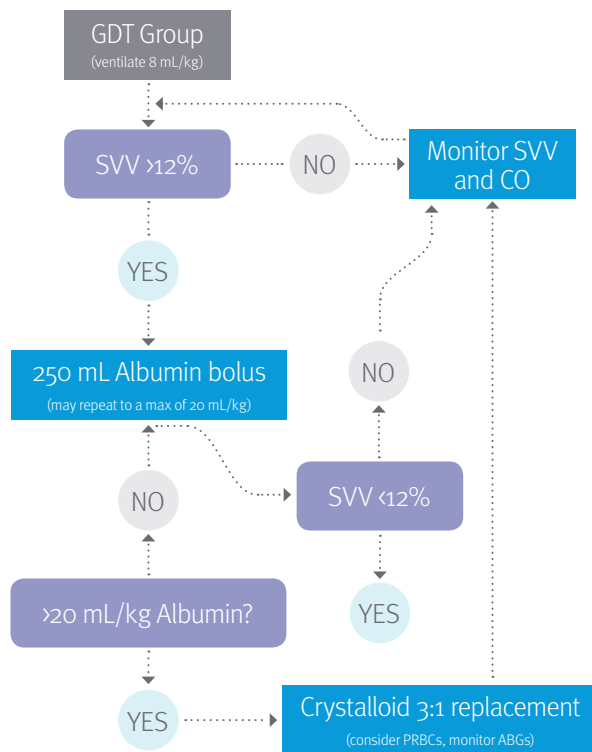 GDT Group
(ventilate 8 mL/kg)
SVV >12%
NO
Monitor SVV
and CO
YES
250 mL Albumin bolus
(may repeat to a max of 20 mL/kg)
NO
NO
SVV <12%
>20 mL/kg Albumin?
YES
YES
Crystalloid 3:1 replacement
(consider PRBCs, monitor ABGs)